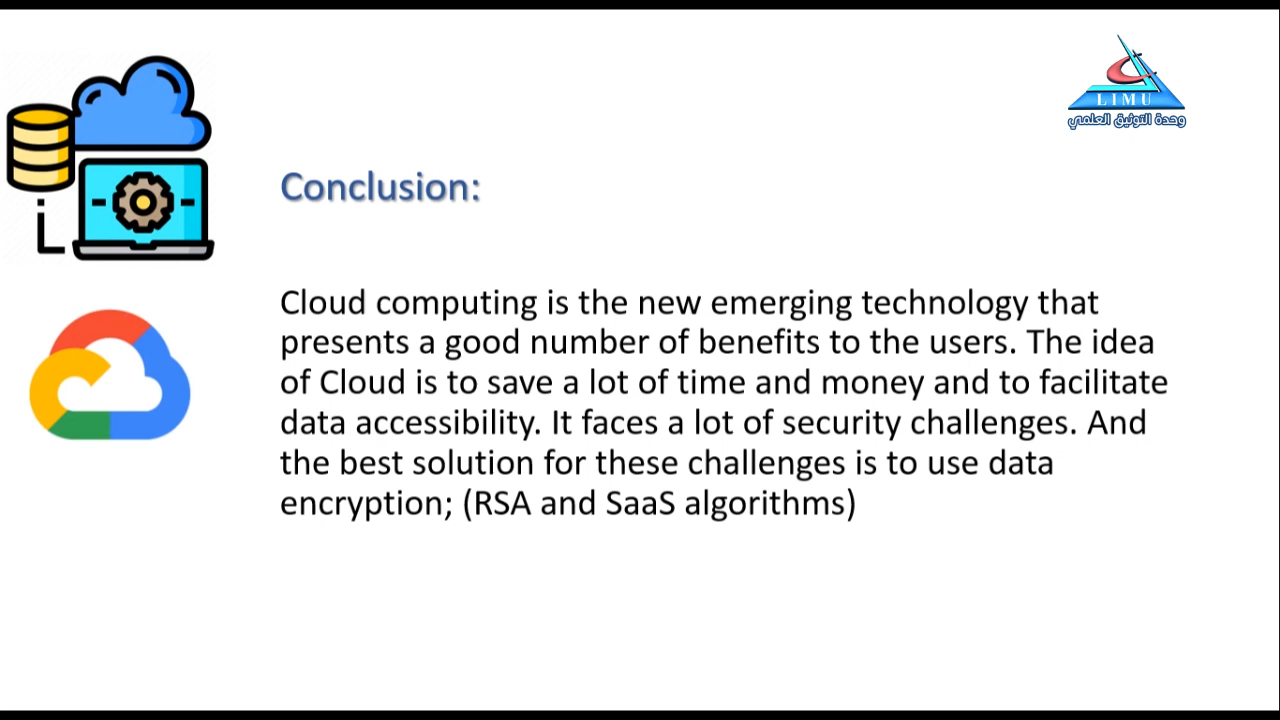 LIMU
وحدة التوثيق العلمي
Conclusion:
Cloud computing is the new emerging technology that
presents a good number of benefits to the users. The idea
of Cloud is to save a lot of time and money and to facilitate
data accessibility. It faces a lot of security challenges. And
the best solution for these challenges is to use data
encryption; (RSA and SaaS algorithms)